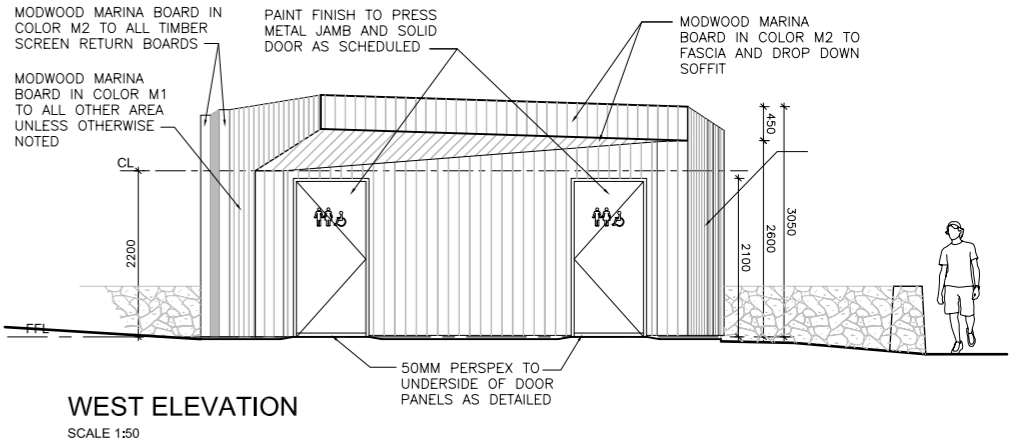 MODWOOD MARINA BOARD IN
COLOR M2 TO ALL TIMBER
SCREEN RETURN BOARDS
PAINT FINISH TO PRESS
METAL JAMB AND SOLID
DOOR AS SCHEDULED
MODWOOD MARINA
BOARD IN COLOR M2 TO
FASCIA AND DROP DOWN
SOFFIT
MODWOOD MARINA
BOARD IN COLOR M1
TO ALL OTHER AREA
UNLESS OTHERWISE
NOTED
CL
450
3050
2600
2100
2200
FFL
50MM PERSPEX TO
UNDERSIDE OF DOOR
PANELS AS DETAILED
WEST ELEVATION
SCALE 1:50